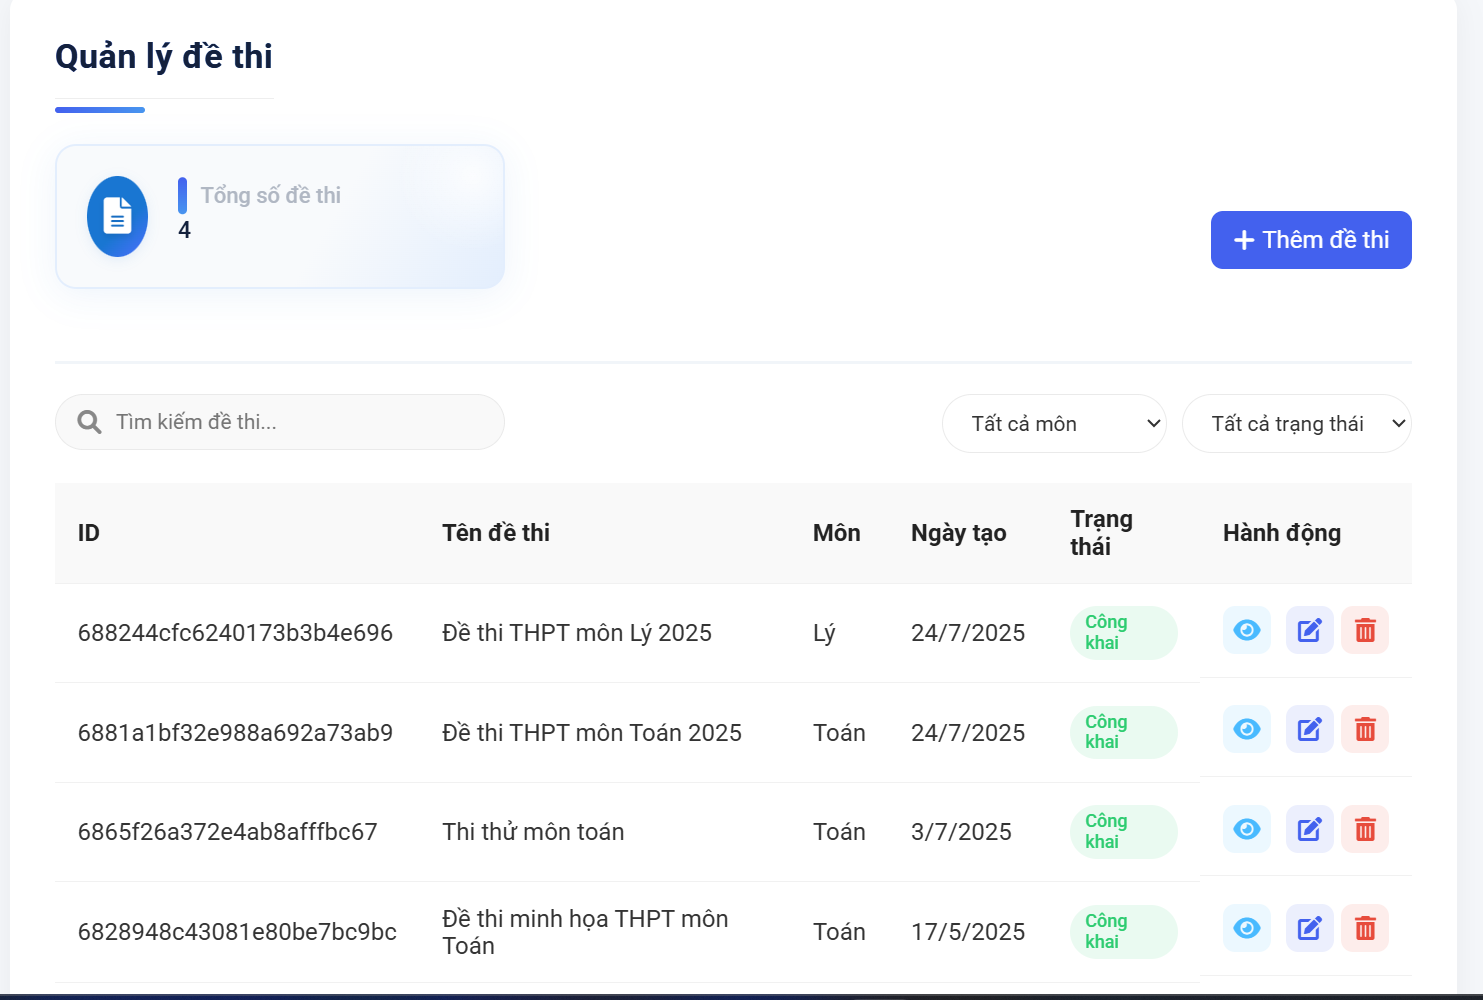 Quản lý đề thi
Tổng số đề thi
4
Thêm đề thi
Tìm kiếm đề thi...
Tất cả môn
Tất cả trạng thái
ID
Tên đề thi
Môn
Ngày tạo
Trạng
thái
Hành động
688244cfc6240173b3b4e696
Đề thi THPT môn Lý 2025
Lý
24/7/2025
Công
khai
6881a1bf32e988a692a73ab9
Đề thi THPT môn Toán 2025
Toán
24/7/2025
Công
khai
6865f26a372e4ab8afffbc67
Thi thử môn toán
Toán
3/7/2025
Công
khai
6828948c43081e80be7bc9bc
Đề thi minh họa THPT môn
Toán
Toán
17/5/2025
Công
khai